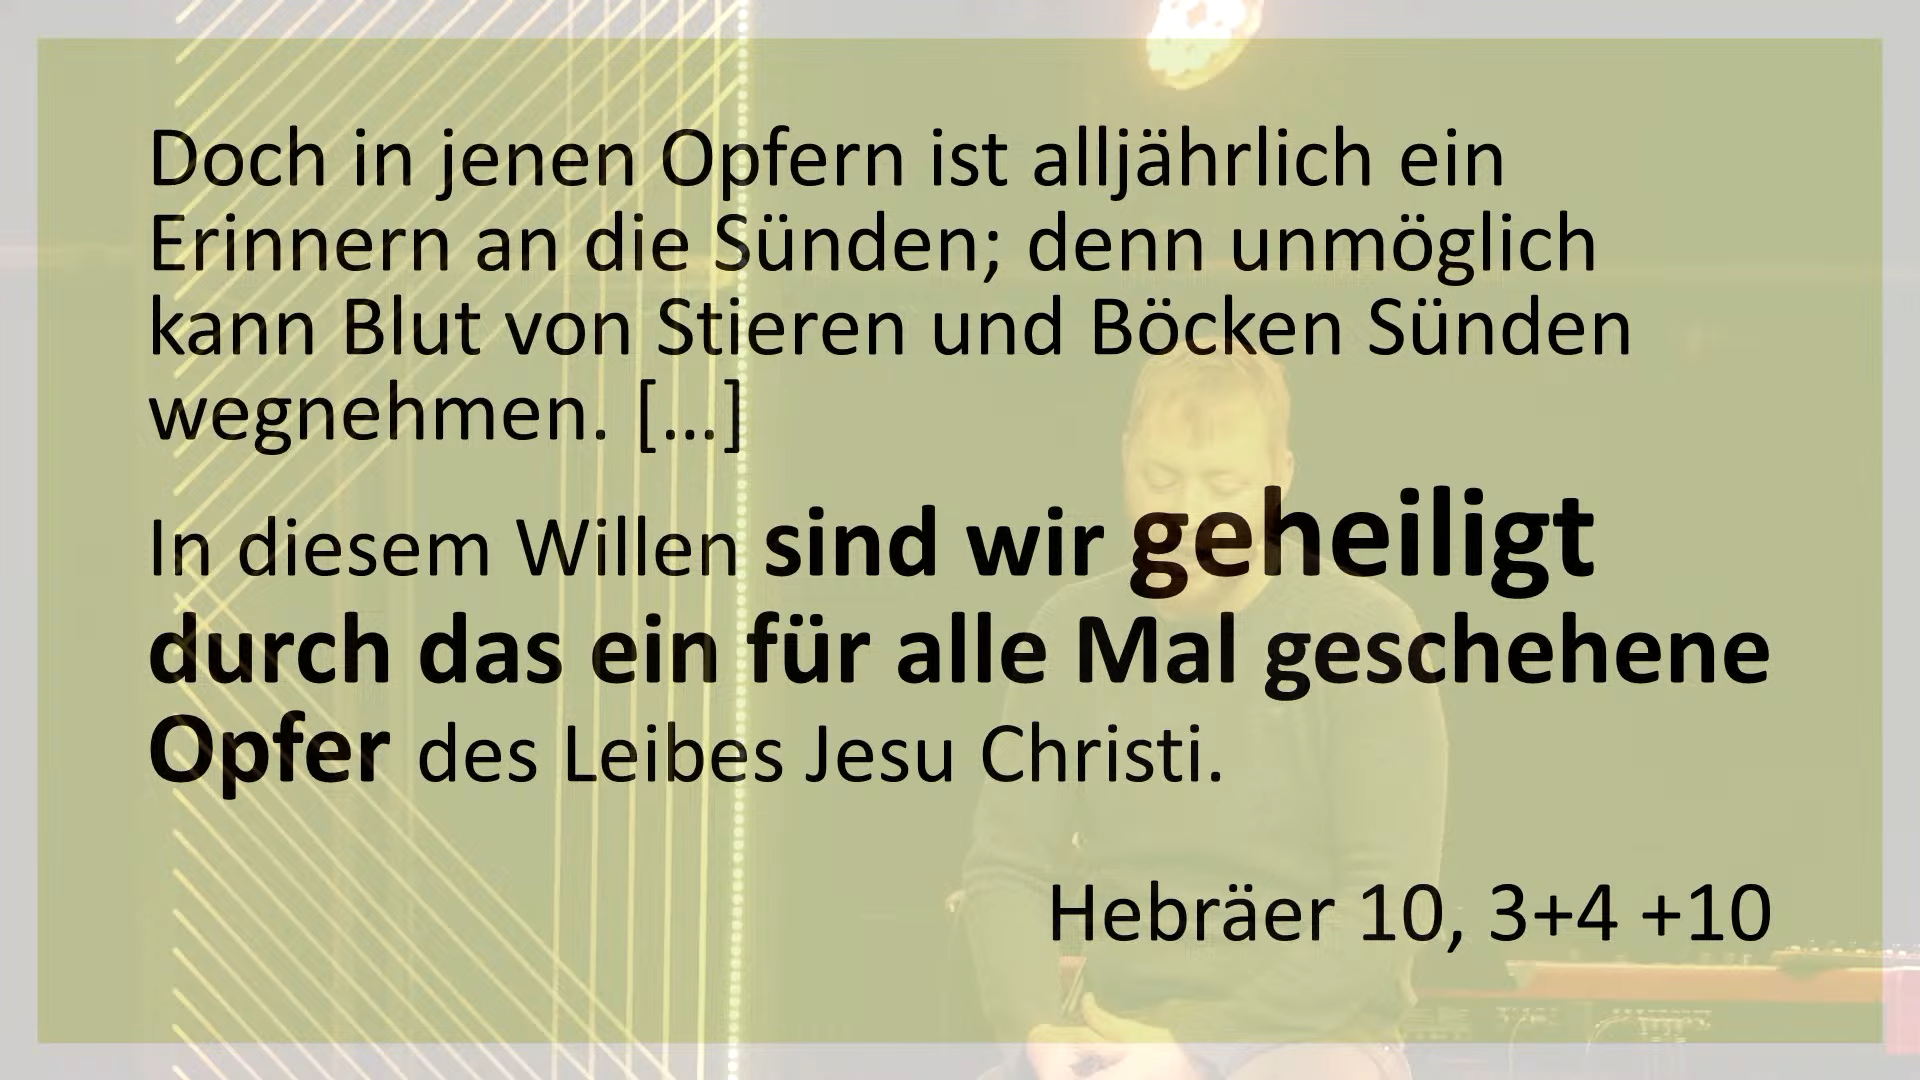 Doch in jenen Opfern ist alljährlich ein
Erinnern an die Sünden; denn unmöglich
kann Blut von Stieren und Böcken Sünden
wegnehmen. […]
In diesem Willen sind wir geheiligt
durch das ein für alle Mal geschehene
Opfer des Leibes Jesu Christi.
Hebräer 10, 3+4 +10